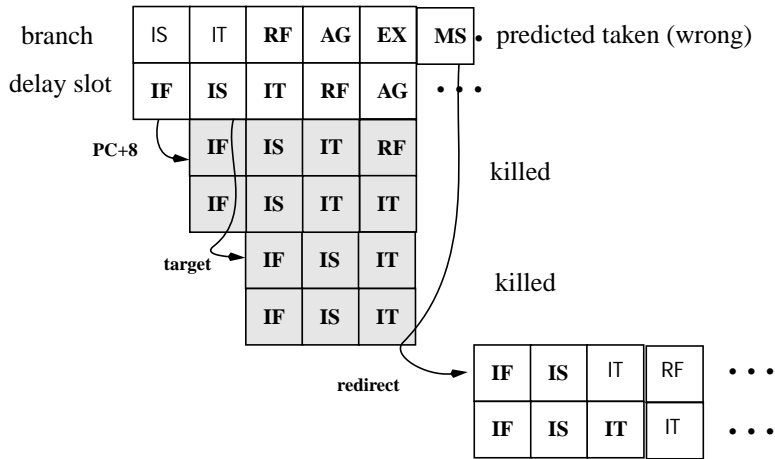 branch IS IT RF AG EX MS • predicted taken (wrong)
delay slot IF IS IT RF AG • • •
PC+8 IF IS IT RF
killed
IF IS IT IT
target IF IS IT
killed
IF IS IT
redirect IF IS IT RF • • •
IF IS IT IT • • •